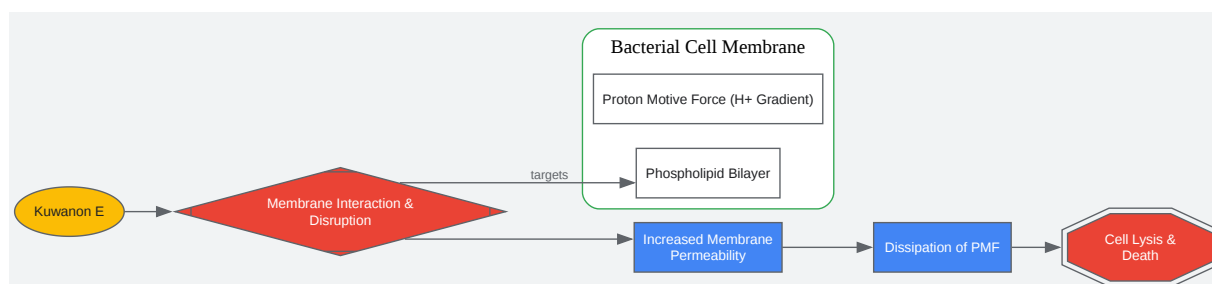 Bacterial Cell Membrane
Proton Motive Force (H+ Gradient)
targets
Phospholipid Bilayer
Kuwanon E
Membrane Interaction &
Disruption
Increased Membrane
Permeability
Dissipation of PMF
Cell Lysis &
Death